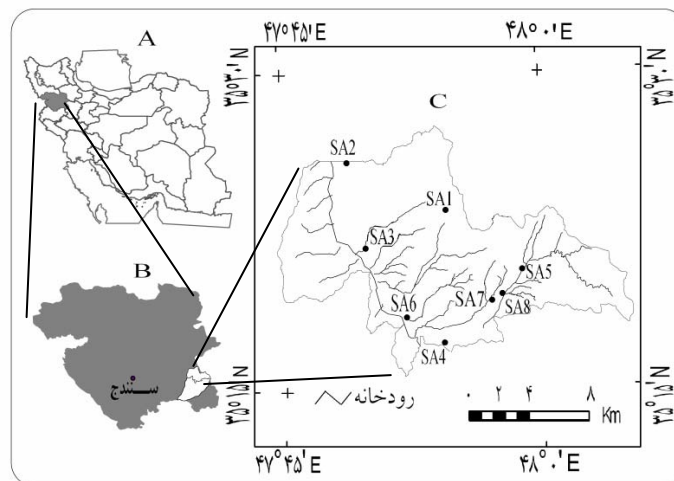 A
B
سنندج
C
۴۷°۴۵' E
۴۸°۰' E
۳۵°۳۰' N
۳۵°۳۰' N
SA2
SA1
SA3
SA5
SA6
SA7
SA8
SA4
۳۵°۱۵' N
۳۵°۱۵' N
رودخانه
۰ ۲ ۴ ۸
Km
۴۷°۴۵' E
۴۸°۰' E